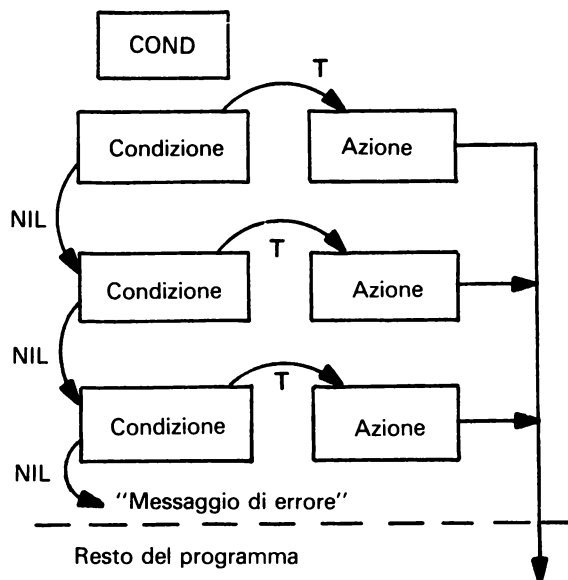 COND
T
Condizione
Azione
NIL
T
Condizione
Azione
NIL
T
Condizione
Azione
NIL
"Messaggio di errore"
Resto del programma